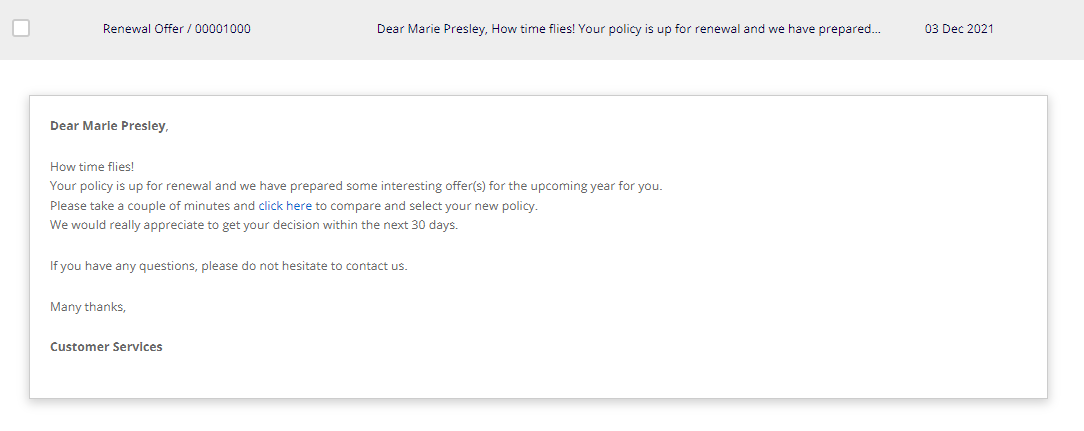 Renewal Offer / 00001000 Dear Marie Presley, How time flies! Your policy is up for renewal and we have prepared... 03 Dec 2021
Dear Marie Presley,
How time flies!
Your policy is up for renewal and we have prepared some interesting offer(s) for the upcoming year for you.
Please take a couple of minutes and click here to compare and select your new policy.
We would really appreciate to get your decision within the next 30 days.
If you have any questions, please do not hesitate to contact us.
Many thanks,
Customer Services